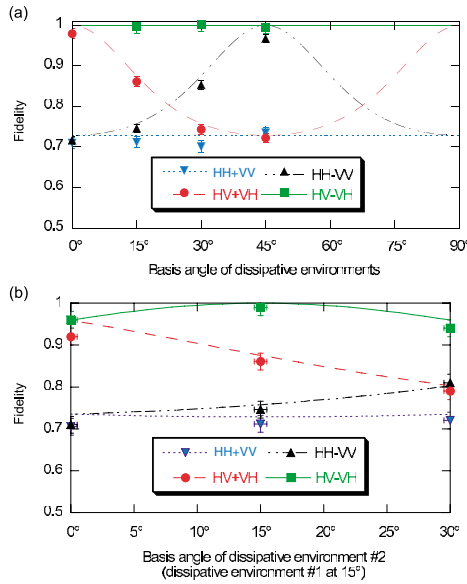 (a)
1
0.9
0.8
0.7
0.6
0.5
Fidelity
HH+VV
HH-VV
HV+VH
HV-VH
0° 15° 30° 45° 60° 75° 90°
Basis angle of dissipative environments
(b)
1
0.9
0.8
0.7
0.6
0.5
Fidelity
HH+VV
HH-VV
HV+VH
HV-VH
0° 5° 10° 15° 20° 25° 30°
Basis angle of dissipative environment #2
(dissipative environment #1 at 15°)